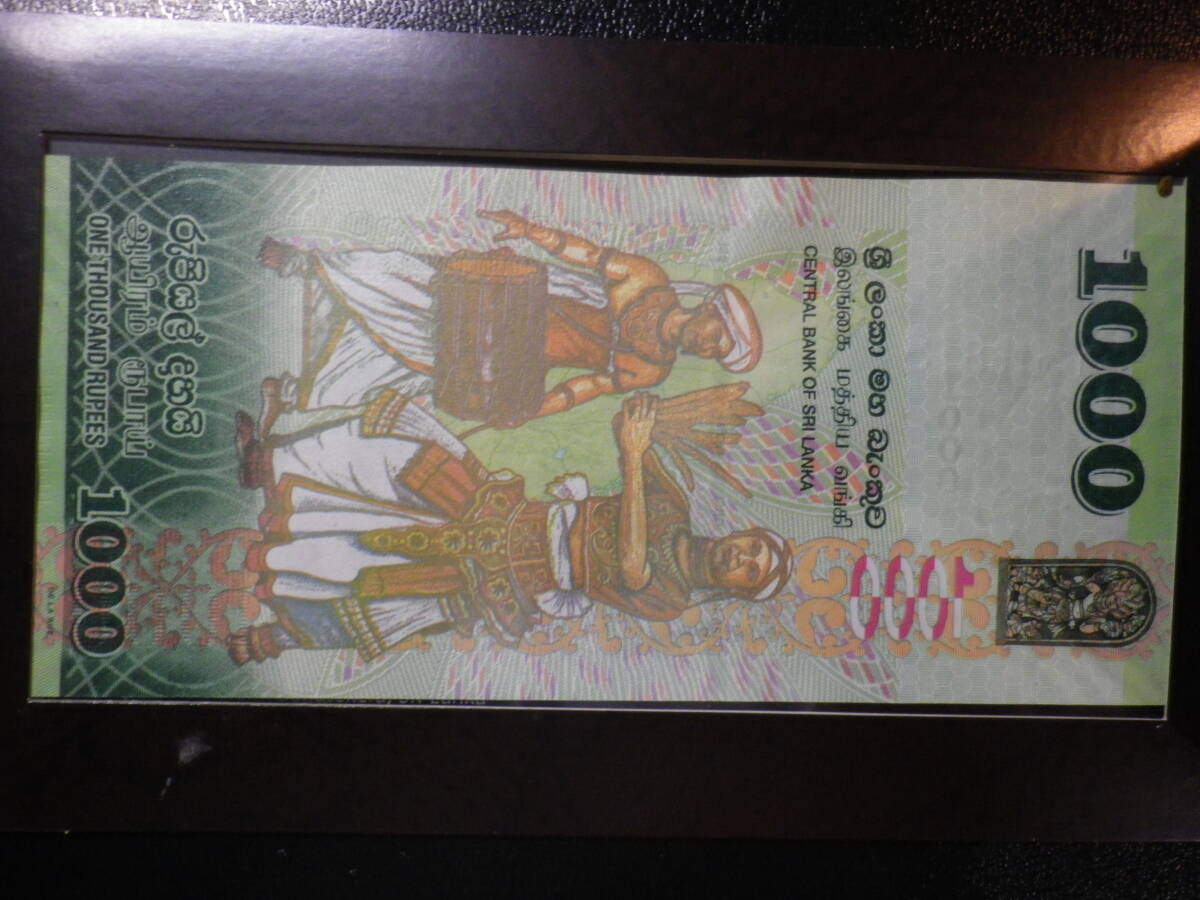 1000
ශ්‍රී ලංකා මහ බැංකුව
இலங்கை மத்திய வங்கி
CENTRAL BANK OF SRI LANKA
1000
රුපියල් දහසයි
ஆயிரம் ரூபாய்
ONE THOUSAND RUPEES
1000